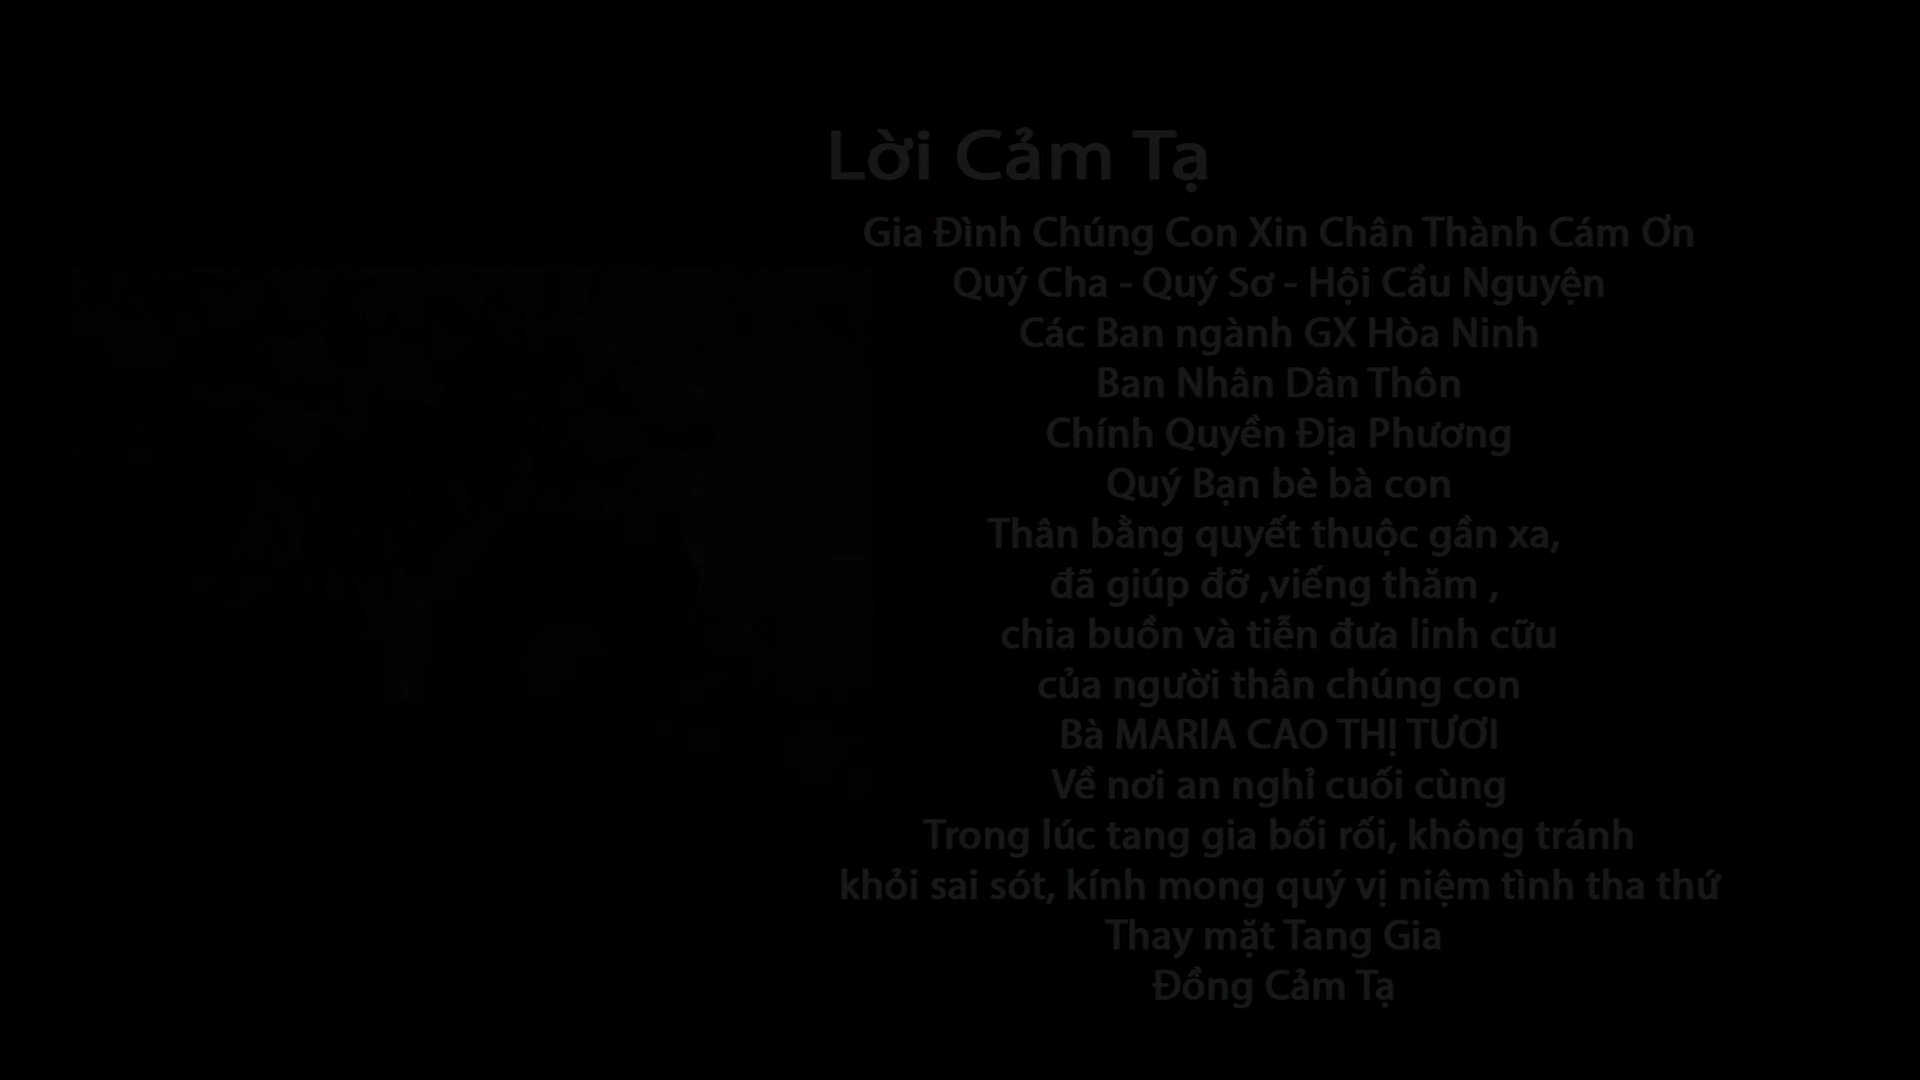 Lời Cảm Tạ
Gia Đình Chúng Con Xin Chân Thành Cám Ơn
Quý Cha - Quý Sơ - Hội Cầu Nguyện
Các Ban ngành GX Hòa Ninh
Ban Nhân Dân Thôn
Chính Quyền Địa Phương
Quý Bạn bè bà con
Thân bằng quyết thuộc gần xa,
đã giúp đỡ ,viếng thăm ,
chia buồn và tiễn đưa linh cữu
của người thân chúng con
Bà MARIA CAO THỊ TƯƠI
Về nơi an nghỉ cuối cùng
Trong lúc tang gia bối rối, không tránh
khỏi sai sót, kính mong quý vị niệm tình tha thứ
Thay mặt Tang Gia
Đồng Cảm Tạ